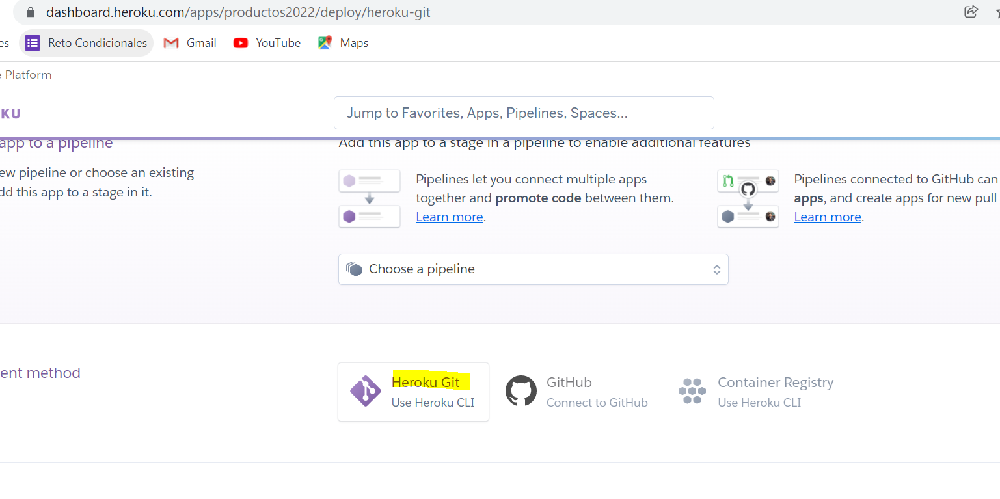 dashboard.heroku.com/apps/productos2022/deploy/heroku-git
es Reto Condicionales Gmail YouTube Maps
e Platform
KU
Jump to Favorites, Apps, Pipelines, Spaces...
app to a pipeline
Add this app to a stage in a pipeline to enable additional features
ew pipeline or choose an existing
dd this app to a stage in it.
Pipelines let you connect multiple apps
together and promote code between them.
Learn more.
Pipelines connected to GitHub can
apps, and create apps for new pull
Learn more.
Choose a pipeline
ent method
Heroku Git
Use Heroku CLI
GitHub
Connect to GitHub
Container Registry
Use Heroku CLI